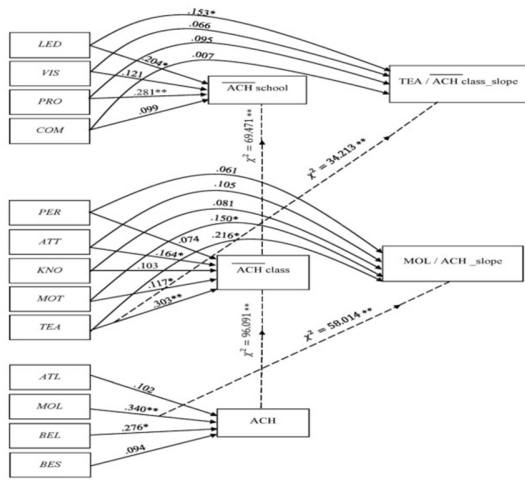 .153*
.066
.095
.007
LED
VIS
PRO
COM
.204*
.121
.281**
.099
ACH school
TEA / ACH class_slope
χ² = 69.471 **
χ² = 34.213 **
.061
.105
.081
.150*
.216*
PER
ATT
KNO
MOT
TEA
.074
.164*
.103
.117*
.303**
ACH class
MOL / ACH _slope
χ² = 96.091 **
χ² = 58.014 **
ATL
MOL
BEL
BES
.102
.340**
.276*
.094
ACH